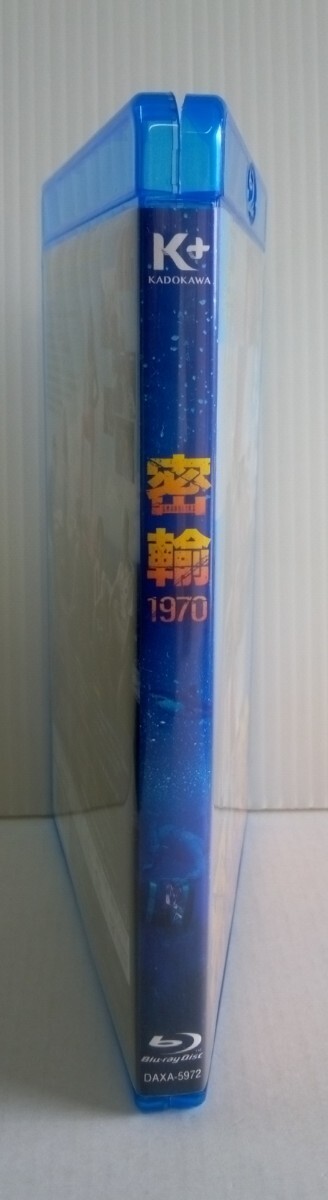 K+
KADOKAWA
密輸
1970
Blu-ray Disc
DAXA-5972